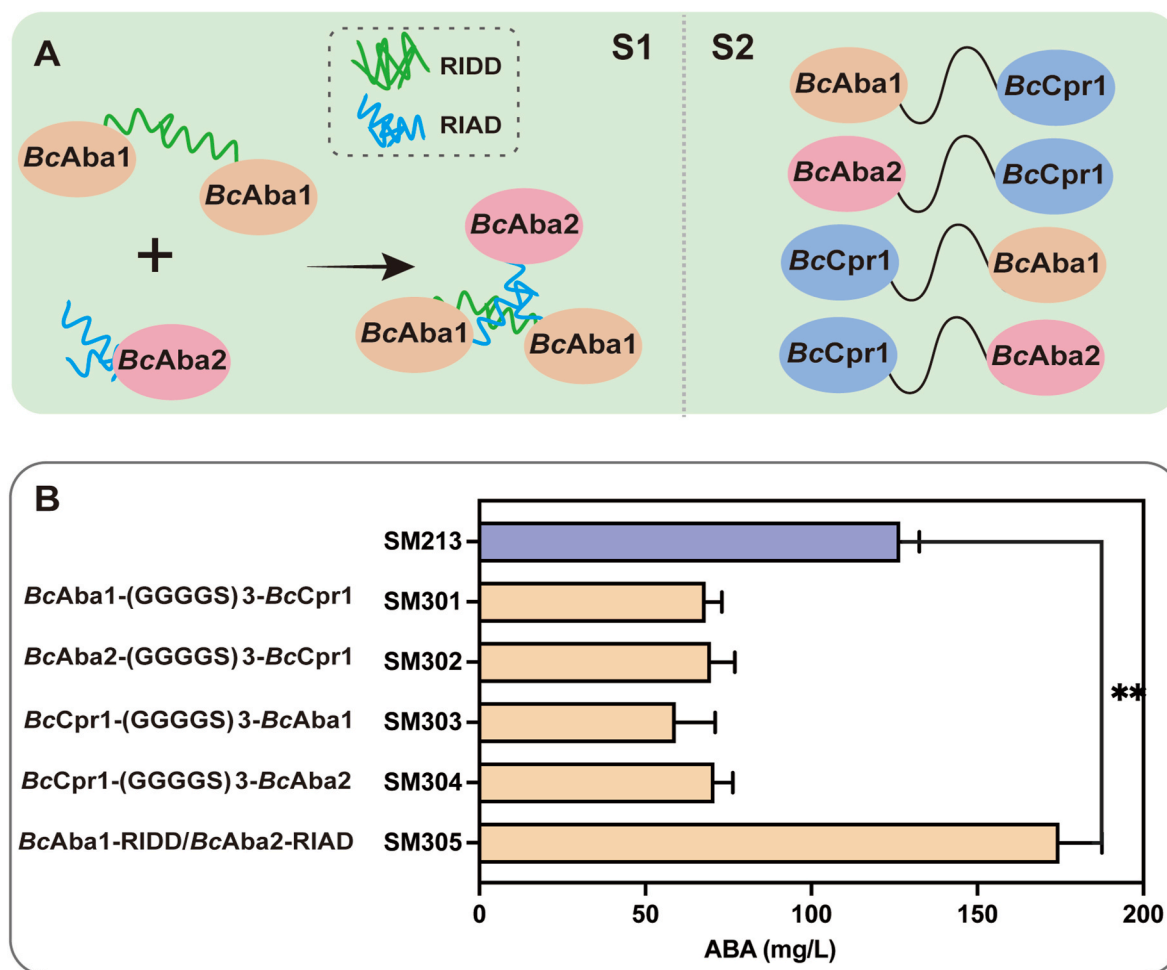 A
RIDD
RIAD
S1
S2
BcAba1
BcAba1
+
BcAba2
BcAba2
BcAba1
BcAba1
BcAba1
BcCpr1
BcAba2
BcCpr1
BcCpr1
BcAba1
BcCpr1
BcAba2
B
SM213
BcAba1-(GGGGS)3-BcCpr1 SM301
BcAba2-(GGGGS)3-BcCpr1 SM302
BcCpr1-(GGGGS)3-BcAba1 SM303
BcCpr1-(GGGGS)3-BcAba2 SM304
BcAba1-RIDD/BcAba2-RIAD SM305
**
0 50 100 150 200
ABA (mg/L)